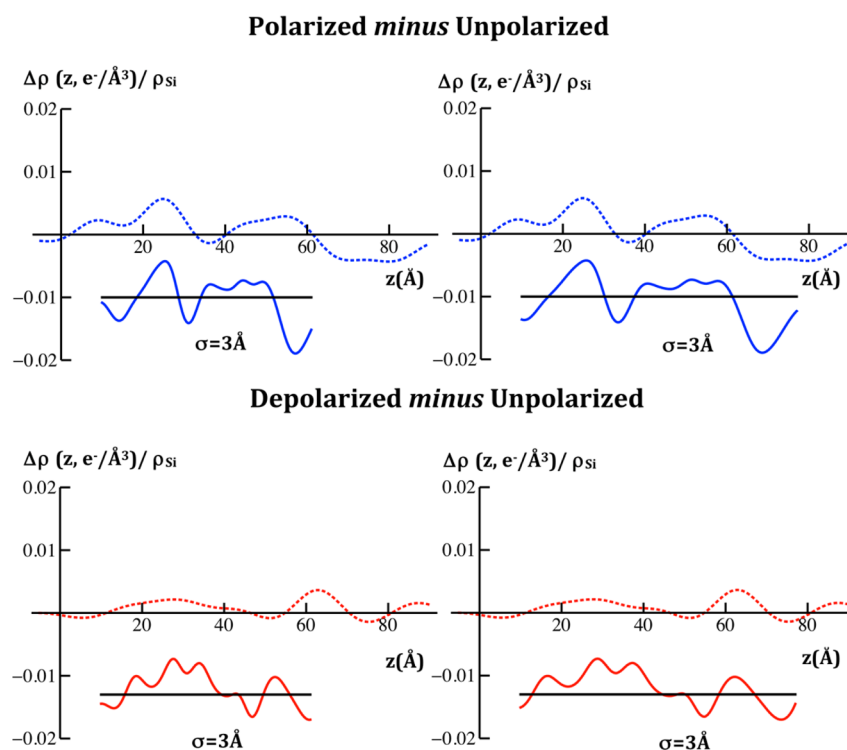 Polarized minus Unpolarized
Δρ (z, e⁻/Å³)/ ρSi
Δρ (z, e⁻/Å³)/ ρSi
0.02
0.01
−0.01
−0.02
20
40
60
80
z(Å)
σ=3Å
0.02
0.01
−0.01
−0.02
20
40
60
80
z(Å)
σ=3Å
Depolarized minus Unpolarized
Δρ (z, e⁻/Å³)/ ρSi
Δρ (z, e⁻/Å³)/ ρSi
0.02
0.01
−0.01
−0.02
20
40
60
80
z(Å)
σ=3Å
0.02
0.01
−0.01
−0.02
20
40
60
80
z(Å)
σ=3Å